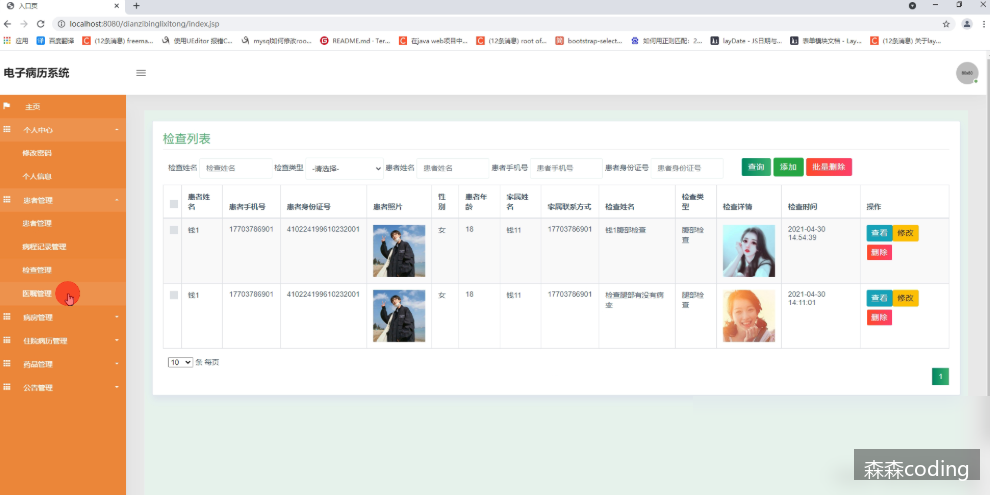 入口页
localhost:8080/dianzibinglixitong/index.jsp
应用 百度翻译 (12条消息) freema... 使用UEditor 报错C... mysql如何修改roo... README.md - Ter... 在java web项目中... (12条消息) root of... bootstrap-select... 如何用正则匹配：2... layDate - JS日期与... 表单模块文档 - Lay... (12条消息) 关于lay...
电子病历系统
主页
个人中心
修改密码
个人信息
患者管理
患者管理
病程记录管理
检查管理
医嘱管理
病房管理
住院病历管理
药品管理
公告管理
检查列表
检查姓名 检查姓名 检查类型 -请选择- 患者姓名 患者姓名 患者手机号 患者手机号 患者身份证号 患者身份证号 查询 添加 批量删除
患者姓名 患者手机号 患者身份证号 患者照片 性别 患者年龄 家属姓名 家属联系方式 检查姓名 检查类型 检查详情 检查时间 操作
钱1 17703786901 410224199610232001 女 18 钱11 17703786901 钱1腿部检查 腿部检查 2021-04-30 14:54:39 查看 修改 删除
钱1 17703786901 410224199610232001 女 18 钱11 17703786901 检查腿部有没有病变 腿部检查 2021-04-30 14:11:01 查看 修改 删除
10 条 每页
1
森森coding